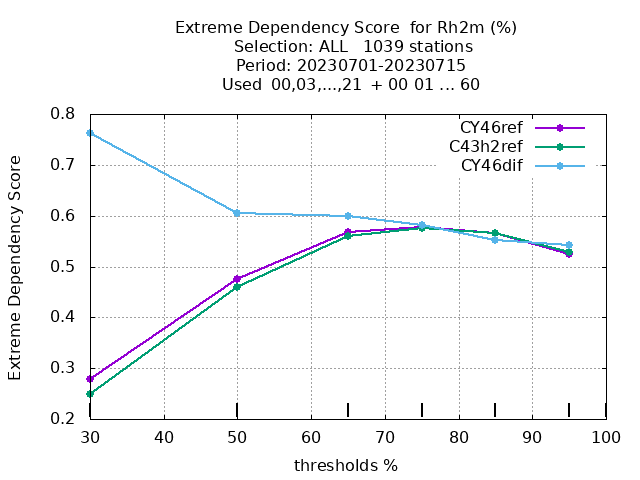 Extreme Dependency Score  for Rh2m (%)
Selection: ALL   1039 stations
Period: 20230701-20230715
Used  00,03,...,21  + 00 01 ... 60
CY46ref
C43h2ref
CY46dif
Extreme Dependency Score
0.8
0.7
0.6
0.5
0.4
0.3
0.2
30 40 50 60 70 80 90 100
thresholds %